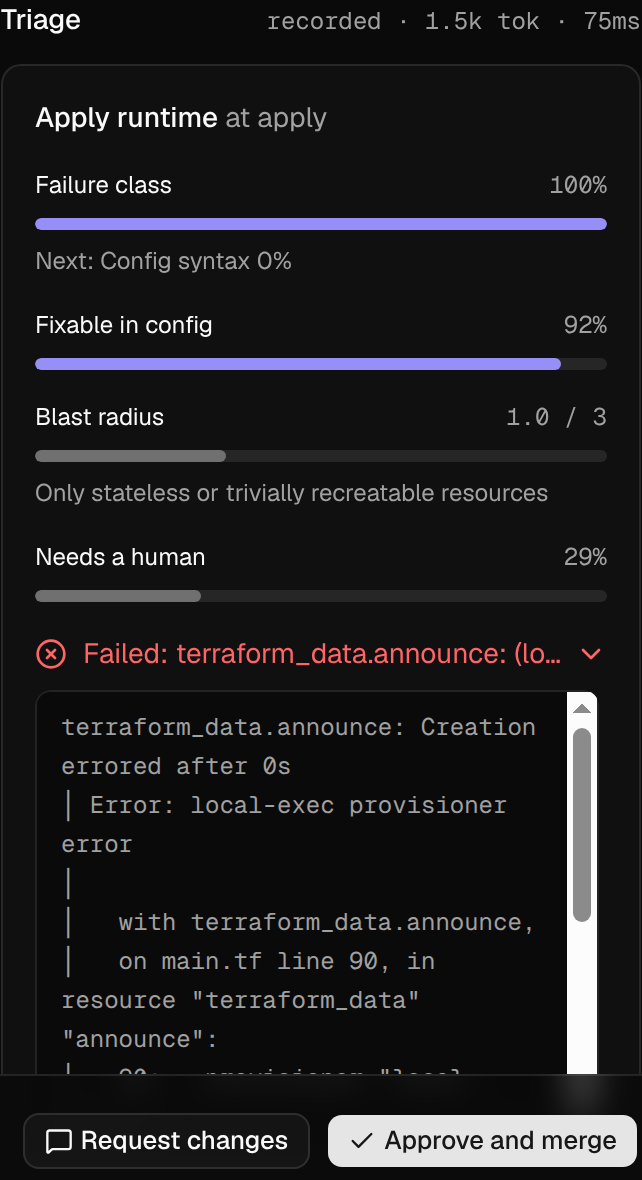 Triage
recorded · 1.5k tok · 75ms
Apply runtime at apply
Failure class 100%
Next: Config syntax 0%
Fixable in config 92%
Blast radius 1.0 / 3
Only stateless or trivially recreatable resources
Needs a human 29%
Failed: terraform_data.announce: (lo…
terraform_data.announce: Creation
errored after 0s
│ Error: local-exec provisioner
error
│
│   with terraform_data.announce,
│   on main.tf line 90, in
resource "terraform_data"
"announce":
│   90:   provisioner "local
Request changes
Approve and merge